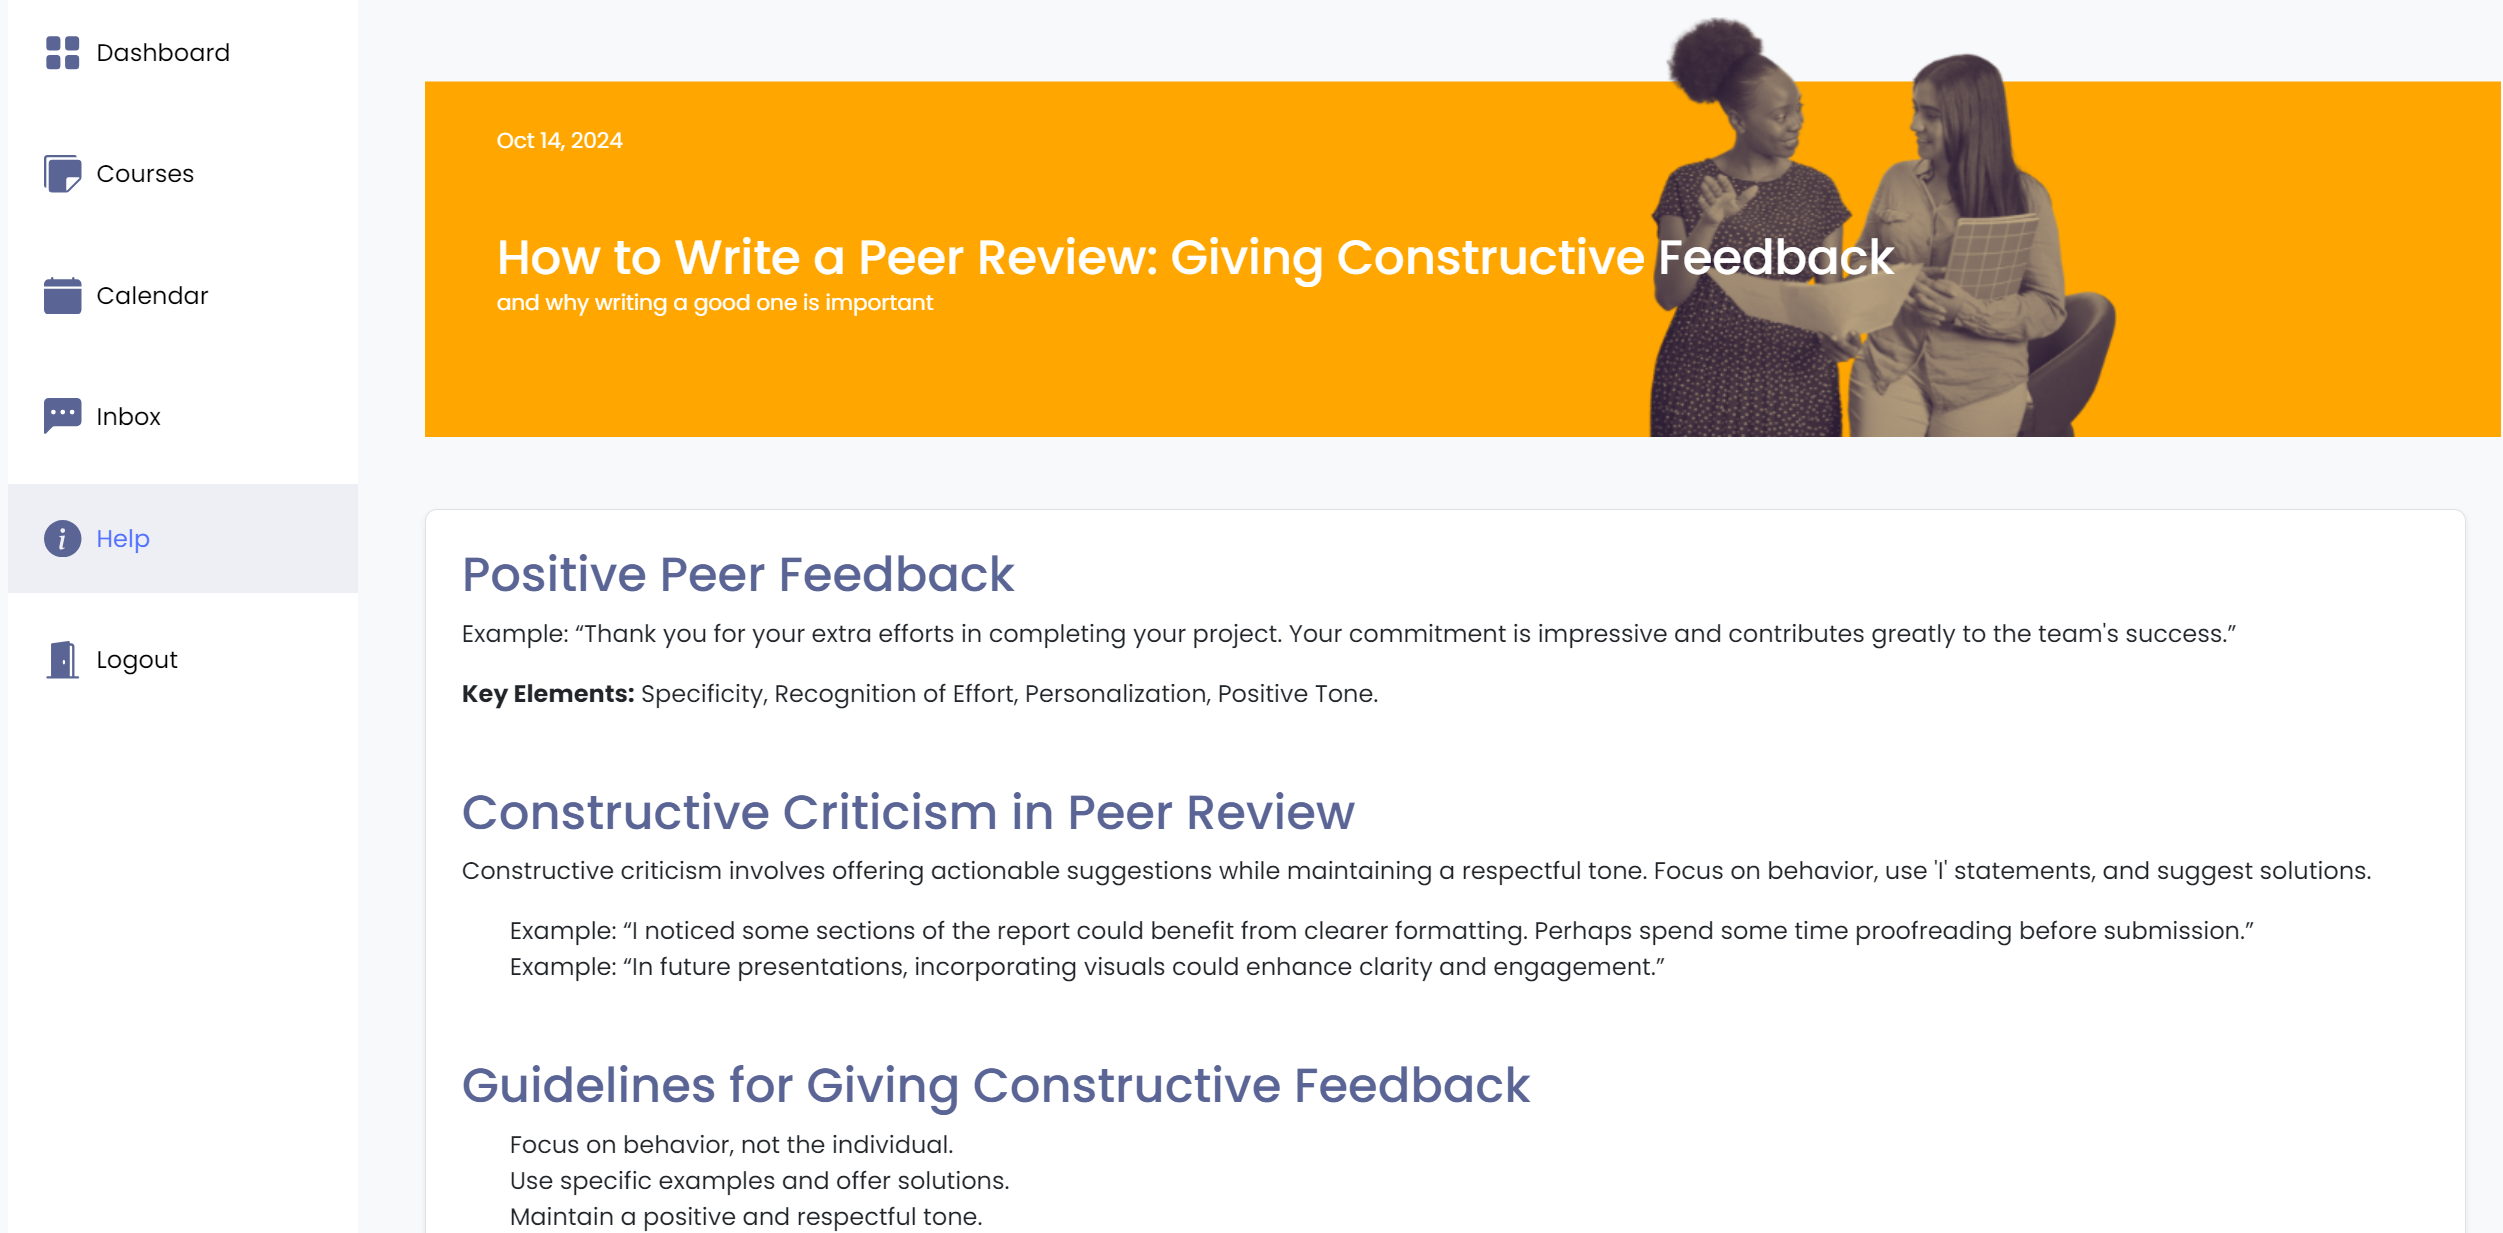 Dashboard
Courses
Calendar
Inbox
Help
Logout
Oct 14, 2024
How to Write a Peer Review: Giving Constructive Feedback
and why writing a good one is important
Positive Peer Feedback
Example: “Thank you for your extra efforts in completing your project. Your commitment is impressive and contributes greatly to the team's success.”
Key Elements: Specificity, Recognition of Effort, Personalization, Positive Tone.
Constructive Criticism in Peer Review
Constructive criticism involves offering actionable suggestions while maintaining a respectful tone. Focus on behavior, use 'I' statements, and suggest solutions.
Example: “I noticed some sections of the report could benefit from clearer formatting. Perhaps spend some time proofreading before submission.”
Example: “In future presentations, incorporating visuals could enhance clarity and engagement.”
Guidelines for Giving Constructive Feedback
Focus on behavior, not the individual.
Use specific examples and offer solutions.
Maintain a positive and respectful tone.